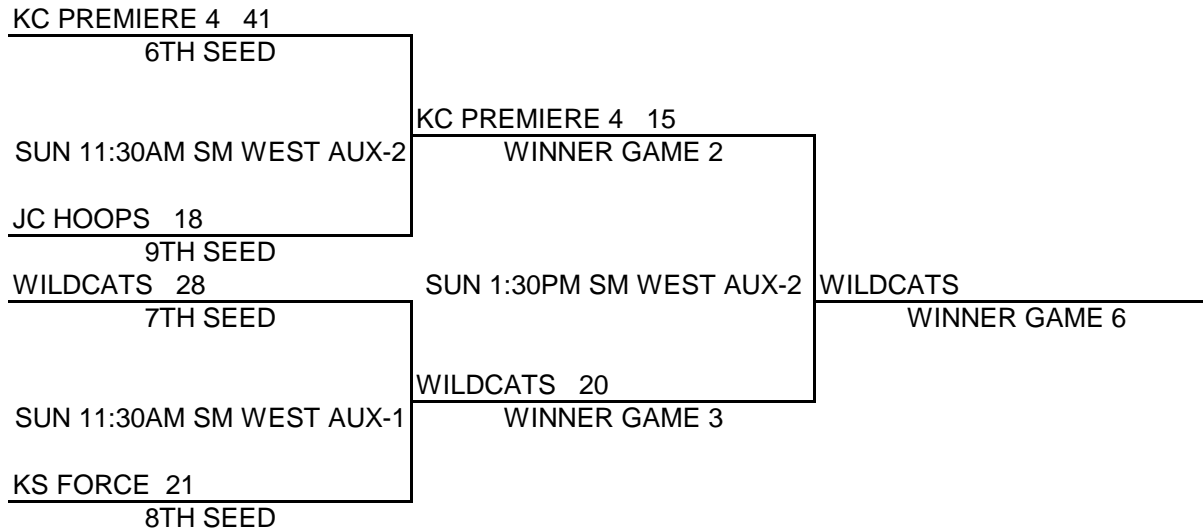 KC PREMIERE 4 41
6TH SEED
KC PREMIERE 4 15
SUN 11:30AM SM WEST AUX-2
WINNER GAME 2
JC HOOPS 18
9TH SEED
WILDCATS 28
SUN 1:30PM SM WEST AUX-2
WILDCATS
7TH SEED
WINNER GAME 6
WILDCATS 20
SUN 11:30AM SM WEST AUX-1
WINNER GAME 3
KS FORCE 21
8TH SEED